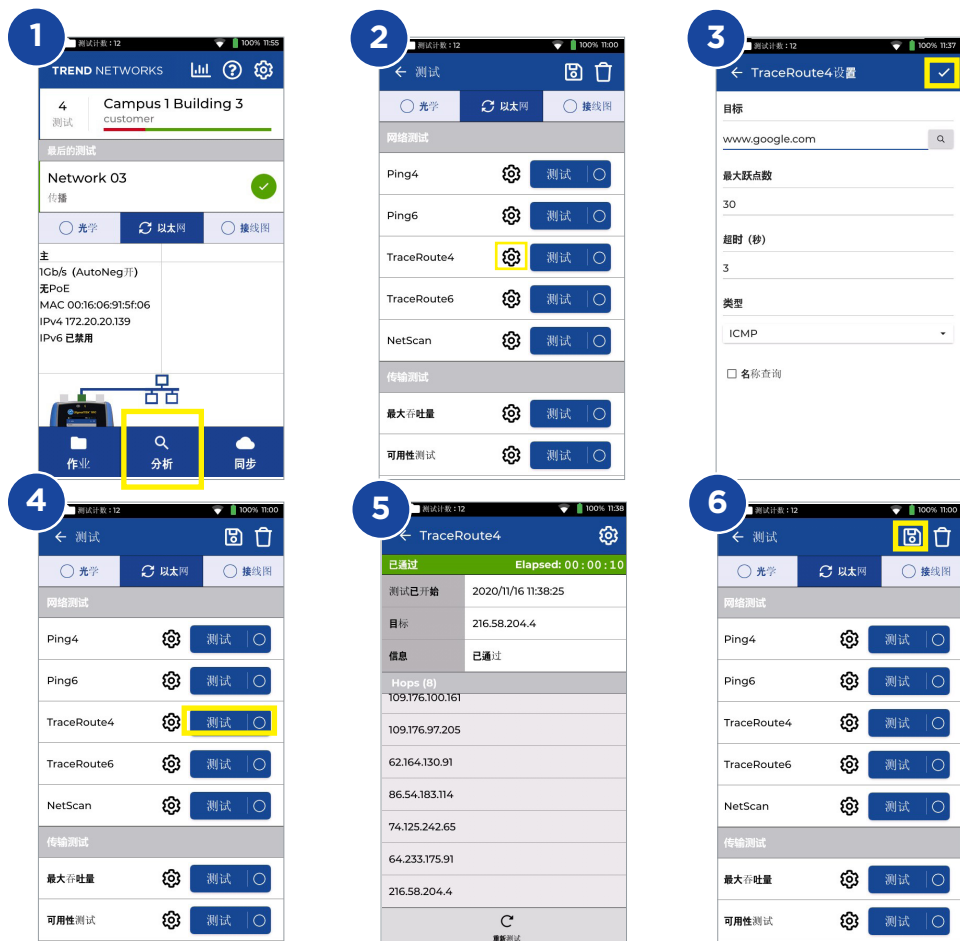 1
测试计数：12
100% 11:55
TREND NETWORKS
4
测试
Campus 1 Building 3
customer
最后的测试
Network 03
传播
光学
以太网
接线图
主
1Gb/s (AutoNeg开)
无PoE
MAC 00:16:06:91:5f:06
IPv4 172.20.20.139
IPv6 已禁用
作业
分析
同步
2
测试计数：12
100% 11:00
测试
光学
以太网
接线图
网络测试
Ping4 测试
Ping6 测试
TraceRoute4 测试
TraceRoute6 测试
NetScan 测试
传输测试
最大吞吐量 测试
可用性测试 测试
3
测试计数：12
100% 11:37
TraceRoute4设置
目标
www.google.com
最大跃点数
30
超时（秒）
3
类型
ICMP
名称查询
4
测试计数：12
100% 11:00
测试
光学
以太网
接线图
网络测试
Ping4 测试
Ping6 测试
TraceRoute4 测试
TraceRoute6 测试
NetScan 测试
传输测试
最大吞吐量 测试
可用性测试 测试
5
测试计数：12
100% 11:38
TraceRoute4
已通过 Elapsed: 00:00:10
测试已开始 2020/11/16 11:38:25
目标 216.58.204.4
信息 已通过
Hops (8)
109.176.100.161
109.176.97.205
62.164.130.91
86.54.183.114
74.125.242.65
64.233.175.91
216.58.204.4
重新测试
6
测试计数：12
100% 11:00
测试
光学
以太网
接线图
网络测试
Ping4 测试
Ping6 测试
TraceRoute4 测试
TraceRoute6 测试
NetScan 测试
传输测试
最大吞吐量 测试
可用性测试 测试